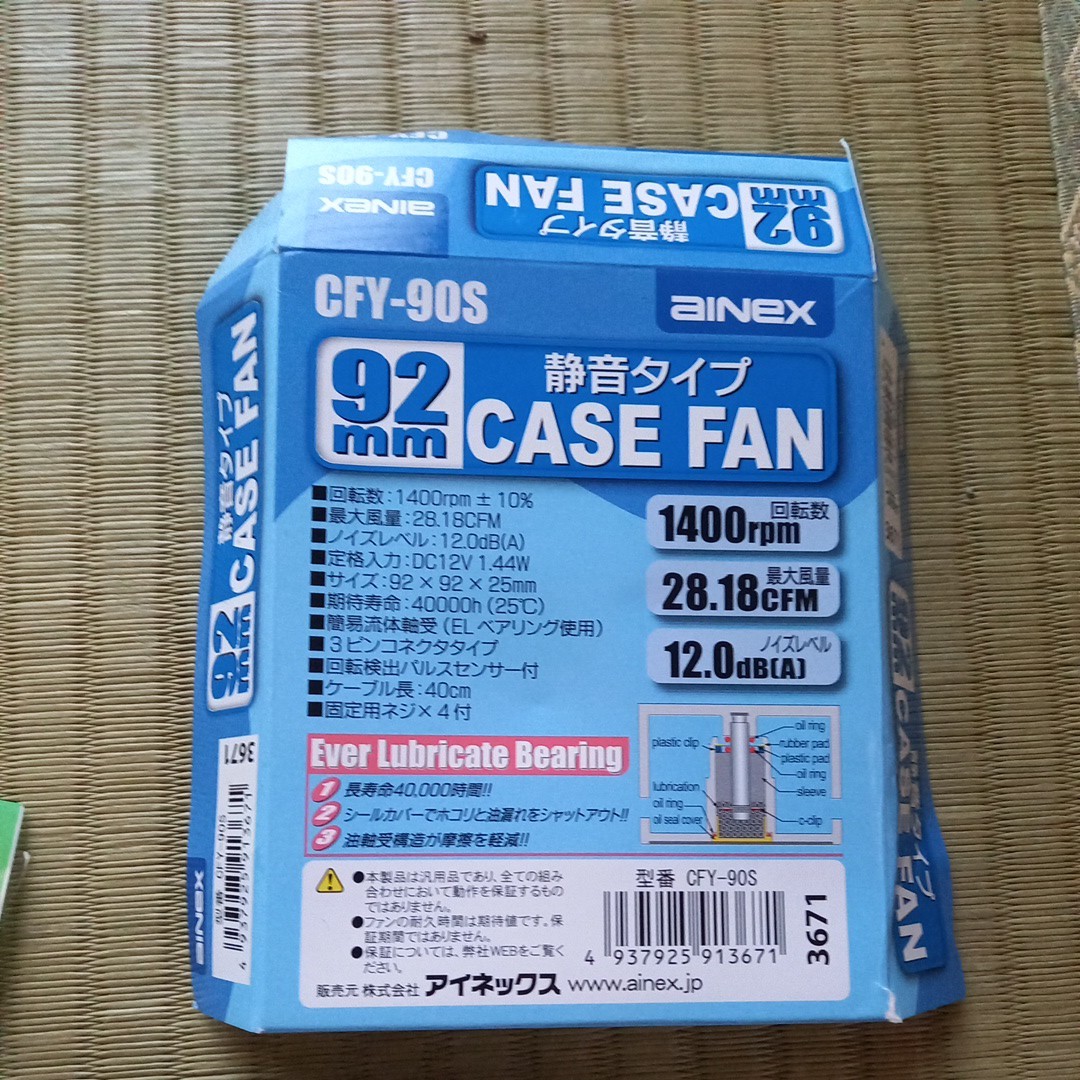 CFY-90S
ainex
92mm
静音タイプ
CASE FAN
CFY-90S
ainex
92mm
静音タイプ
CASE FAN
■回転数:1400rpm ± 10%
■最大風量:28.18CFM
■ノイズレベル:12.0dB(A)
■定格入力:DC12V 1.44W
■サイズ:92 × 92 × 25mm
■期待寿命:40000h (25℃)
■簡易流体軸受(ELベアリング使用)
■3ピンコネクタタイプ
■回転検出パルスセンサー付
■ケーブル長:40cm
■固定用ネジ×4付
回転数
1400rpm
最大風量
28.18CFM
ノイズレベル
12.0dB(A)
Ever Lubricate Bearing
1 長寿命40,000時間!!
2 シールカバーでホコリと油漏れをシャットアウト!!
3 油軸受構造が摩擦を軽減!!
plastic clip
lubrication
oil ring
oil seal cover
oil ring
rubber pad
plastic pad
oil ring
sleeve
c-clip
●本製品は汎用品であり、全ての組み
合わせにおいて動作を保証するもの
ではありません。
●ファンの耐久時間は期待値です。保
証期間ではありません。
●保証については、弊社WEBをご覧く
ださい。
販売元 株式会社 アイネックス www.ainex.jp
型番 CFY-90S
4 937925 913671
3671
92mm
静音タイプ
CASE FAN
3671
型番 CFY-90S
4 937925 913671
ainex
CASE FAN